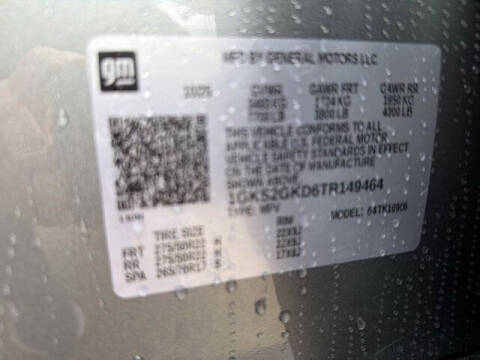 gm
MFD BY GENERAL MOTORS LLC
GVWR GAWR FRT GAWR RR
1724 KG 1950 KG
7700 LB 3800 LB 4300 LB
THIS VEHICLE CONFORMS TO ALL
APPLICABLE U.S. FEDERAL MOTOR
VEHICLE SAFETY STANDARDS IN EFFECT
ON THE DATE OF MANUFACTURE
SHOWN ABOVE
1GKS2GKD6TR149464
TYPE: MPV MODEL: 64TK10906
TIRE SIZE RIM
FRT 275/50R22 22X9J
RR 275/50R22 22X9J
SPA 265/70R17 17X8J